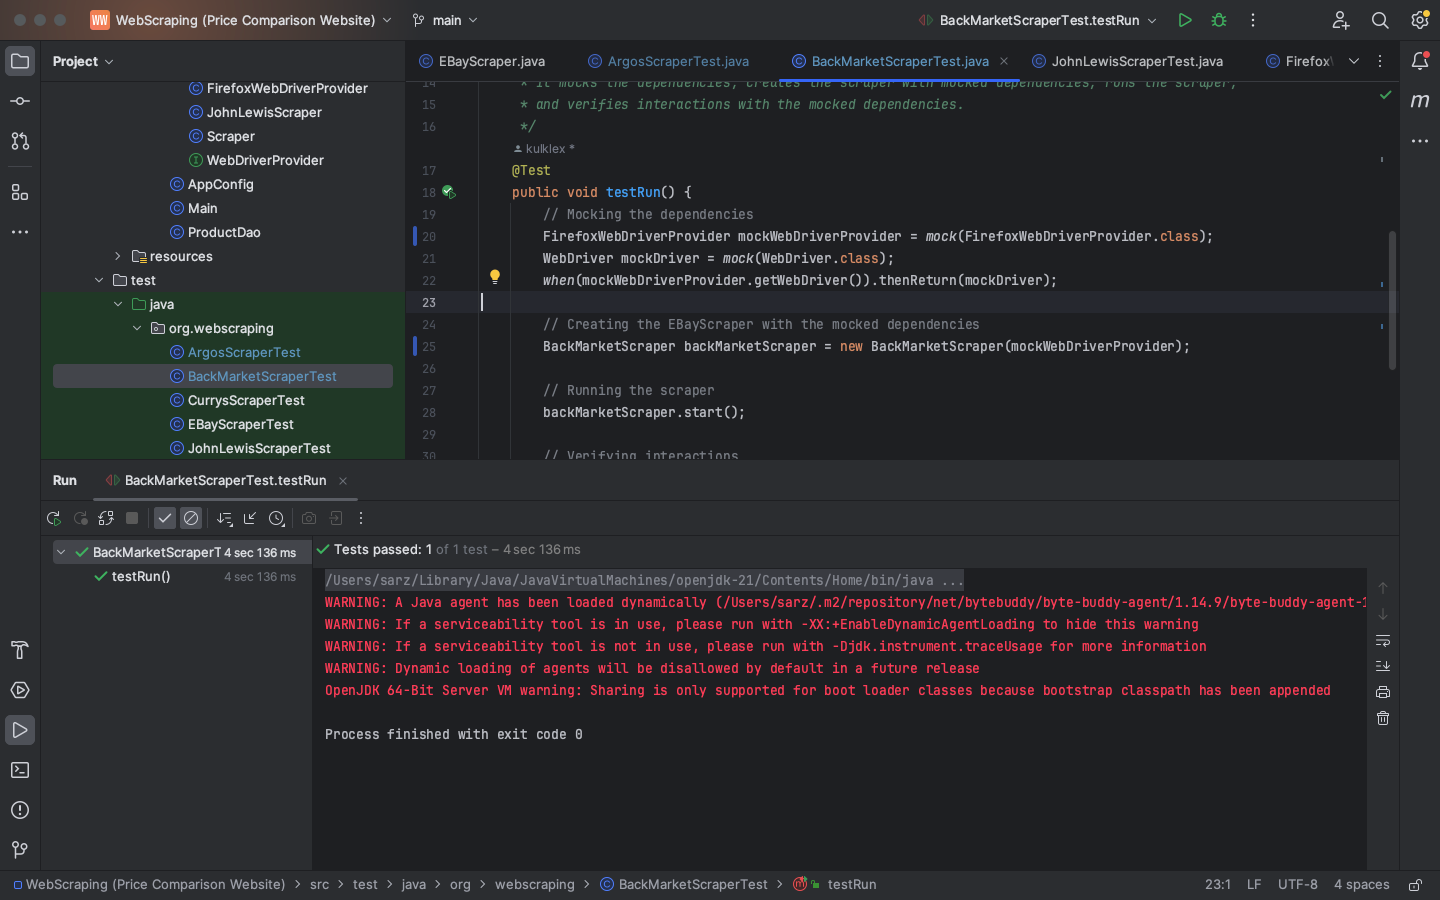 WW WebScraping (Price Comparison Website) main BackMarketScraperTest.testRun
Project
FirefoxWebDriverProvider
JohnLewisScraper
Scraper
WebDriverProvider
AppConfig
Main
ProductDao
resources
test
java
org.webscraping
ArgosScraperTest
BackMarketScraperTest
CurrysScraperTest
EBayScraperTest
JohnLewisScraperTest
EBayScraper.java ArgosScraperTest.java BackMarketScraperTest.java JohnLewisScraperTest.java Firefox
14 * It mocks the dependencies, creates the scraper with mocked dependencies, runs the scraper,
15 * and verifies interactions with the mocked dependencies.
16 */
kulklex *
17 @Test
18 public void testRun() {
19 // Mocking the dependencies
20 FirefoxWebDriverProvider mockWebDriverProvider = mock(FirefoxWebDriverProvider.class);
21 WebDriver mockDriver = mock(WebDriver.class);
22 when(mockWebDriverProvider.getWebDriver()).thenReturn(mockDriver);
23
24 // Creating the EBayScraper with the mocked dependencies
25 BackMarketScraper backMarketScraper = new BackMarketScraper(mockWebDriverProvider);
26
27 // Running the scraper
28 backMarketScraper.start();
29
30 // Verifying interactions
m
Run BackMarketScraperTest.testRun
BackMarketScraperT 4 sec 136 ms
testRun() 4 sec 136 ms
Tests passed: 1 of 1 test – 4 sec 136 ms
/Users/sarz/Library/Java/JavaVirtualMachines/openjdk-21/Contents/Home/bin/java ...
WARNING: A Java agent has been loaded dynamically (/Users/sarz/.m2/repository/net/bytebuddy/byte-buddy-agent/1.14.9/byte-buddy-agent-1
WARNING: If a serviceability tool is in use, please run with -XX:+EnableDynamicAgentLoading to hide this warning
WARNING: If a serviceability tool is not in use, please run with -Djdk.instrument.traceUsage for more information
WARNING: Dynamic loading of agents will be disallowed by default in a future release
OpenJDK 64-Bit Server VM warning: Sharing is only supported for boot loader classes because bootstrap classpath has been appended
Process finished with exit code 0
WebScraping (Price Comparison Website) > src > test > java > org > webscraping > BackMarketScraperTest > testRun 23:1 LF UTF-8 4 spaces